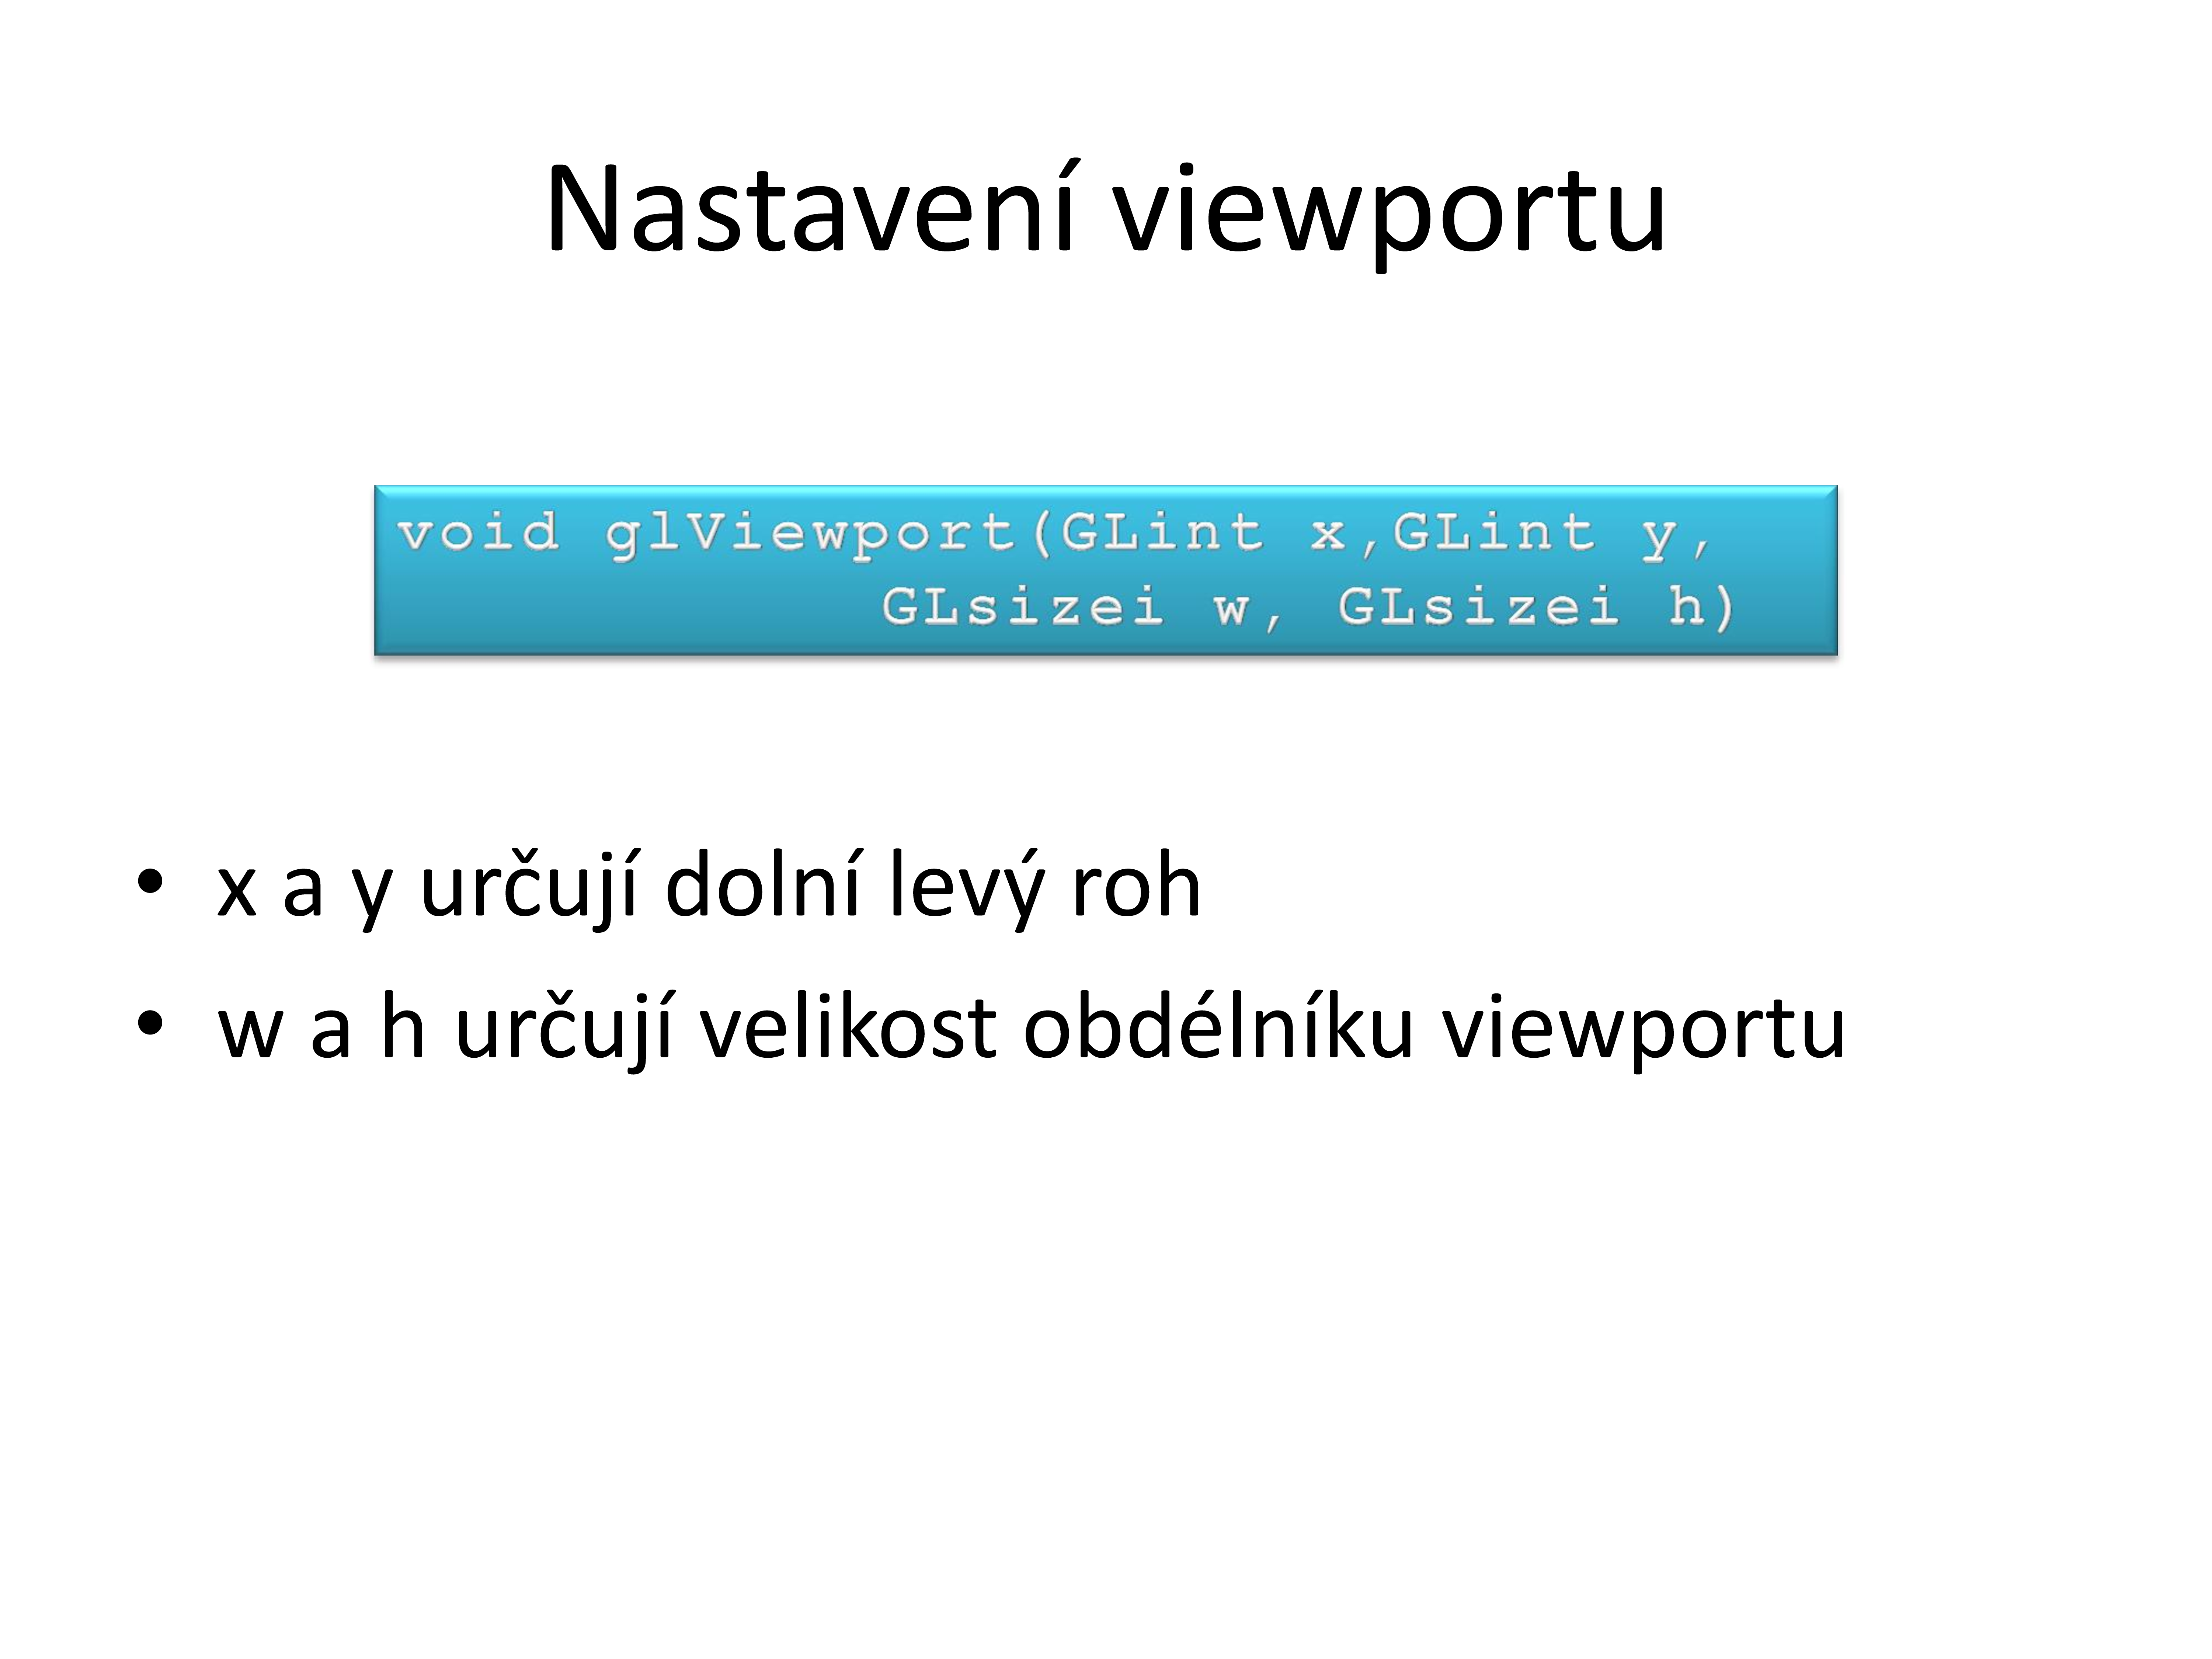 Nastavení viewportu
void glViewport(GLint x,GLint y,
GLsizei w, GLsizei h)
• x a y určují dolní levý roh
• w a h určují velikost obdélníku viewportu